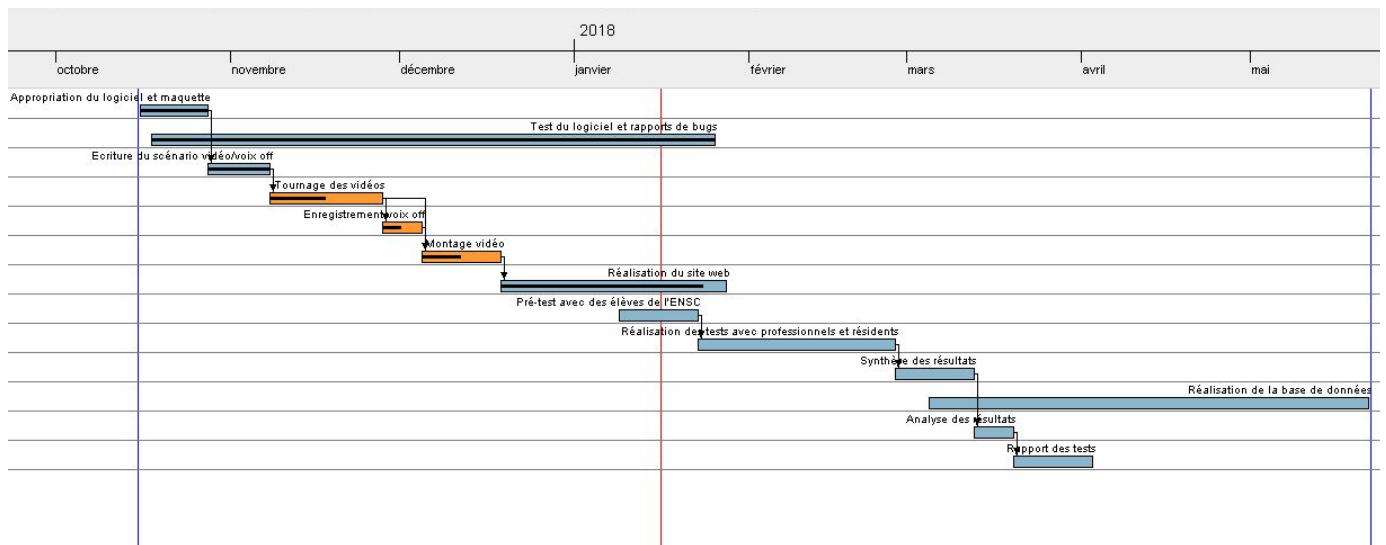 2018
octobre novembre décembre janvier février mars avril mai
Appropriation du logiciel et maquette
Test du logiciel et rapports de bugs
Ecriture du scénario vidéo/voix off
Tournage des vidéos
Enregistrement voix off
Montage vidéo
Réalisation du site web
Pré-test avec des élèves de l'ENSC
Réalisation des tests avec professionnels et résidents
Synthèse des résultats
Réalisation de la base de données
Analyse des résultats
Rapport des tests